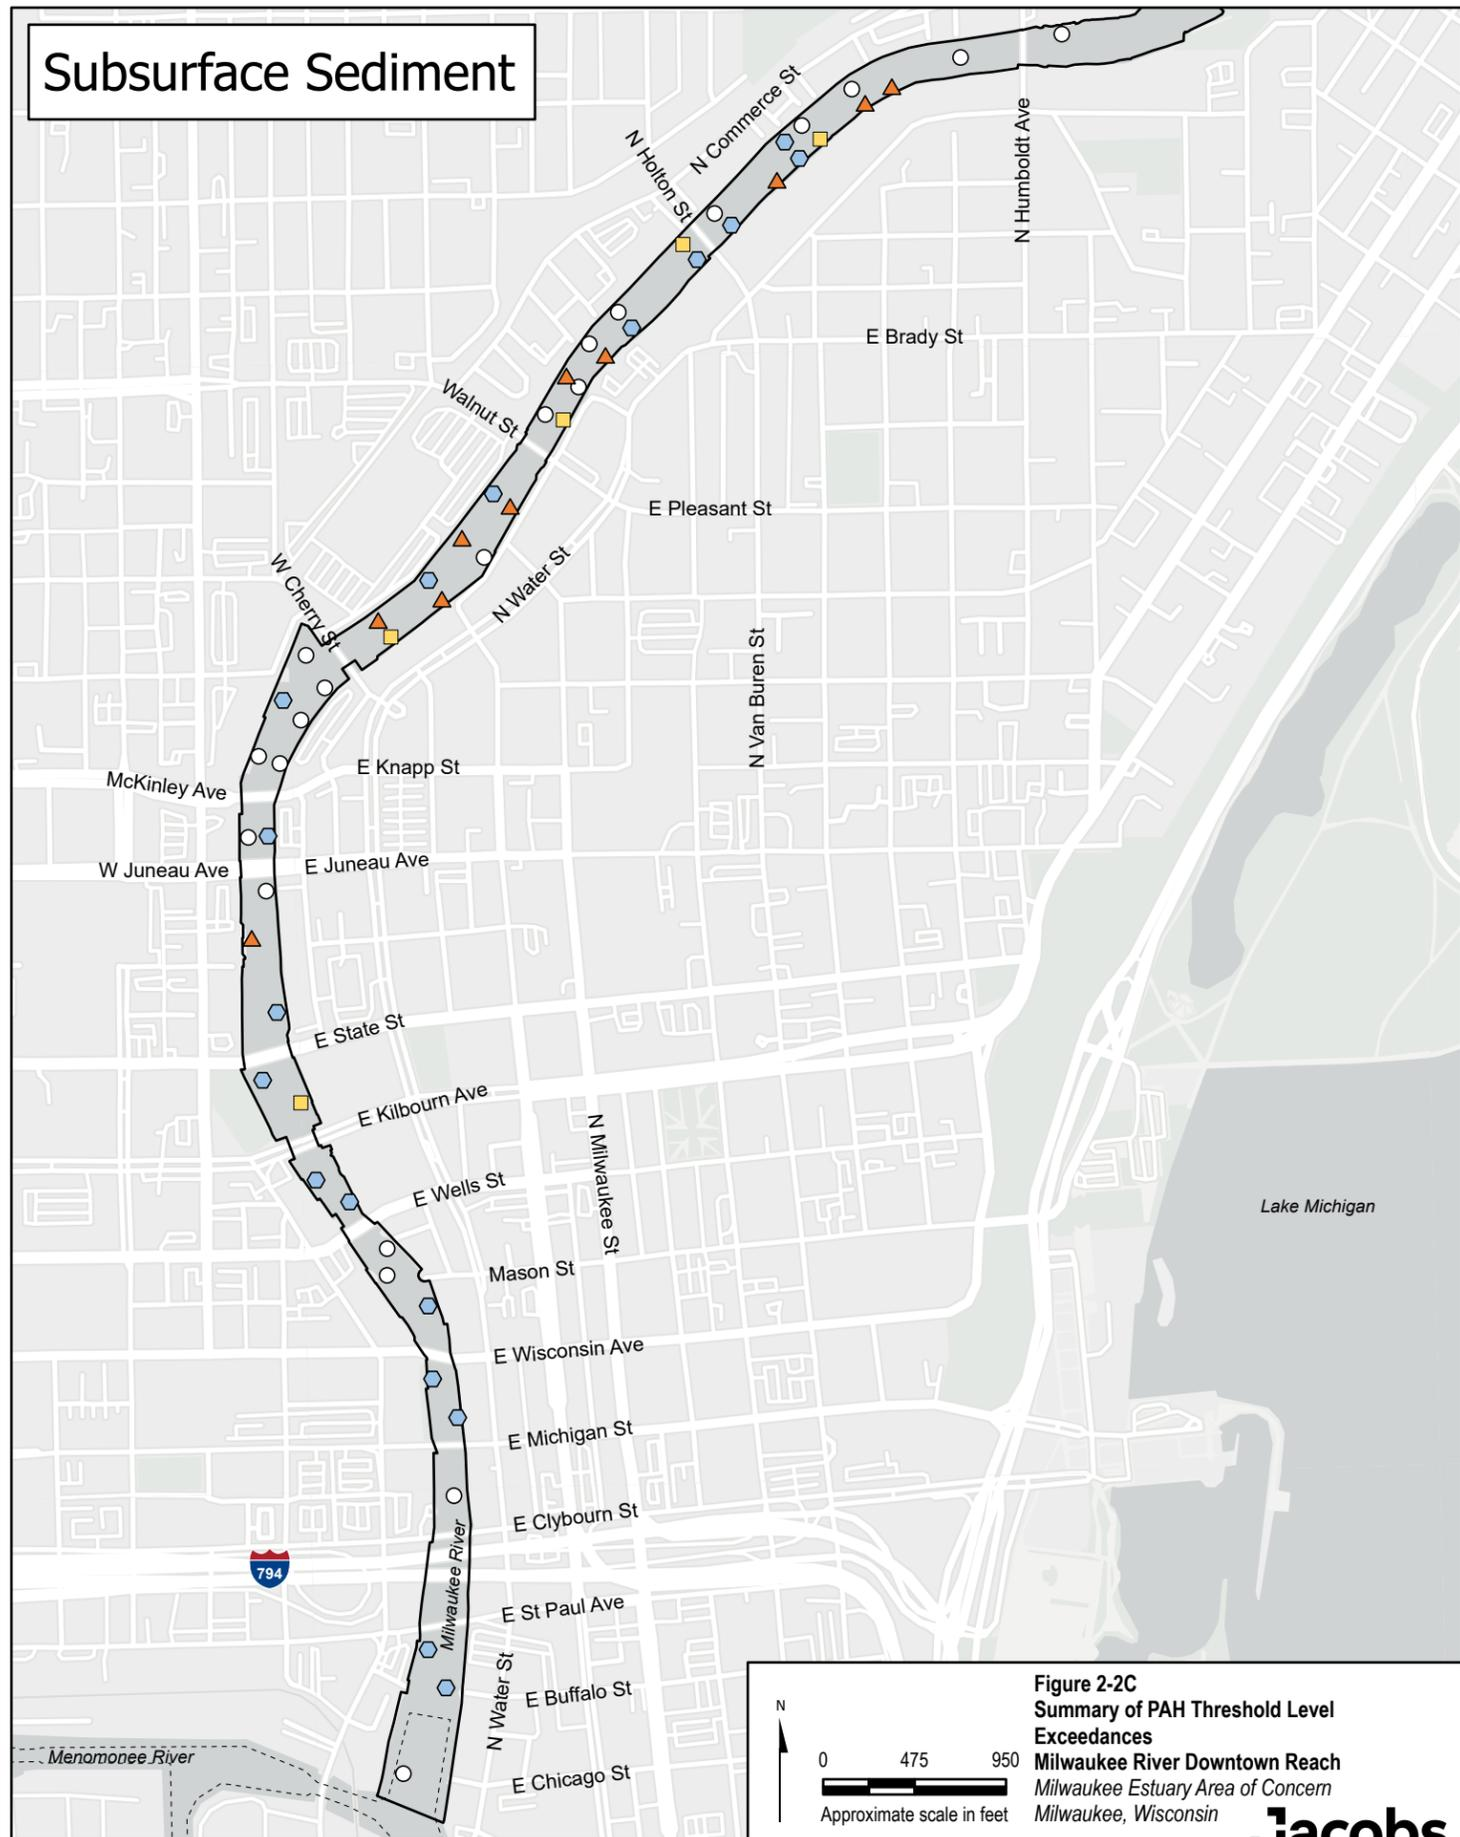 Subsurface Sediment
N Commerce St
N Holton St
N Humboldt Ave
E Brady St
Walnut St
E Pleasant St
W Cherry St
N Water St
N Van Buren St
McKinley Ave
E Knapp St
W Juneau Ave
E Juneau Ave
E State St
E Kilbourn Ave
N Milwaukee St
E Wells St
Lake Michigan
Mason St
E Wisconsin Ave
E Michigan St
E Clybourn St
794
Milwaukee River
E St Paul Ave
N Water St
E Buffalo St
Menomonee River
E Chicago St
N
0 475 950
Approximate scale in feet
Figure 2-2C
Summary of PAH Threshold Level
Exceedances
Milwaukee River Downtown Reach
Milwaukee Estuary Area of Concern
Milwaukee, Wisconsin
Jacobs